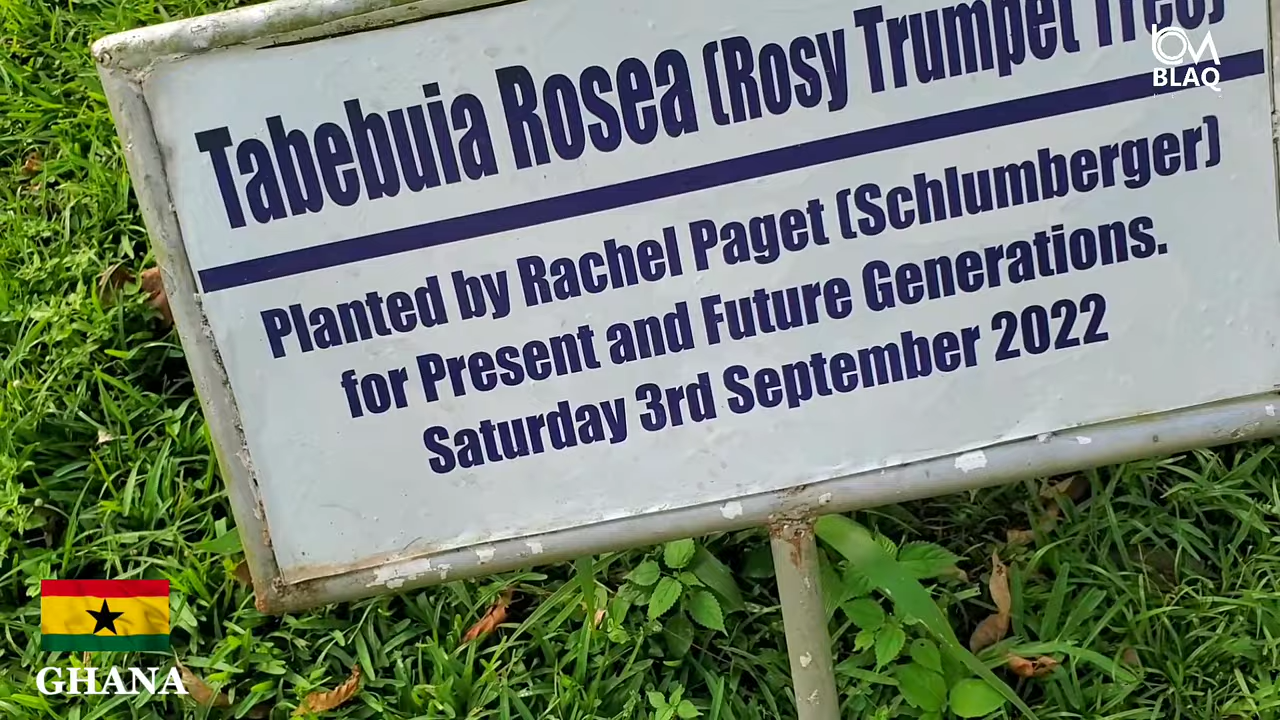 Tabebuia Rosea (Rosy Trumpet Tree)
Planted by Rachel Paget (Schlumberger)
for Present and Future Generations.
Saturday 3rd September 2022
BLAQ
GHANA